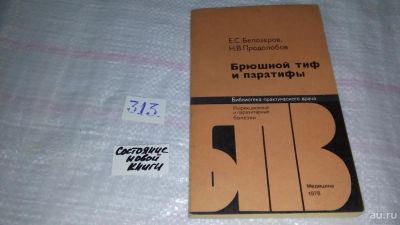 Е.С. Белозеров,
Н.В. Продолобов
Брюшной тиф
и паратифы
Библиотека практического врача
Инфекционные
и паразитарные
болезни
БПВ
Медицина
1978
313.
Состояние
новой
книги
au.ru